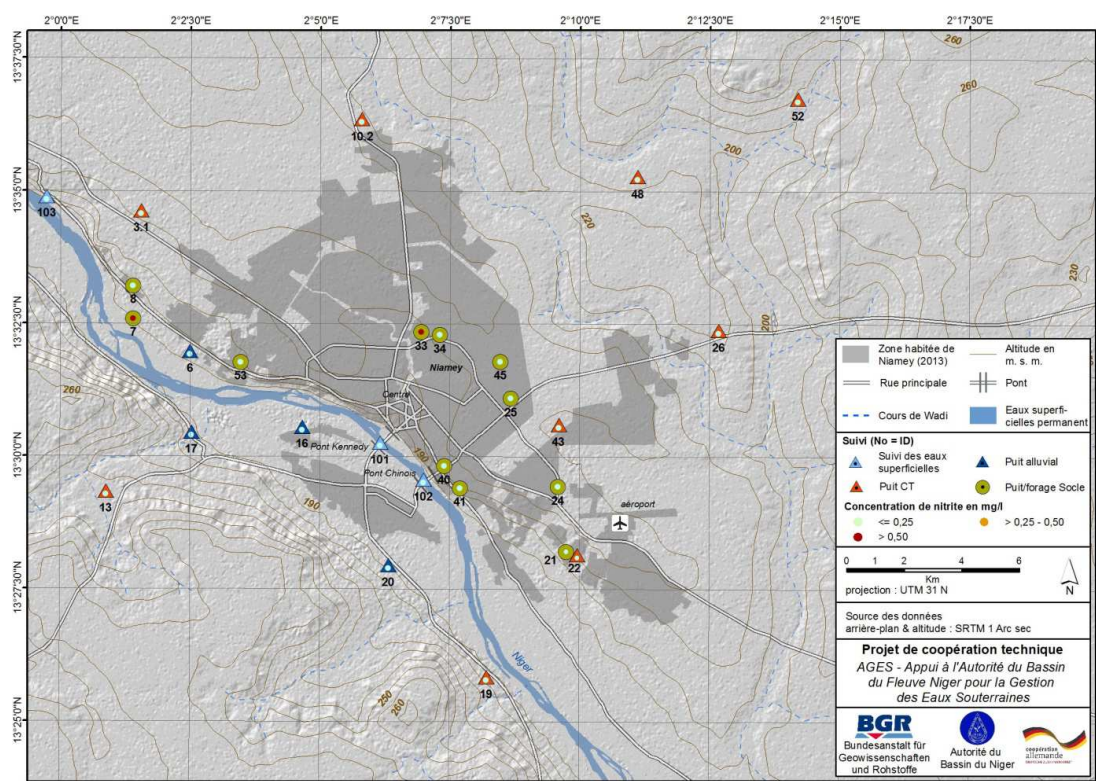 2°0'0"E 2°2'30"E 2°5'0"E 2°7'30"E 2°10'0"E 2°12'30"E 2°15'0"E 2°17'30"E
13°37'30"N
13°35'0"N
13°32'30"N
13°30'0"N
13°27'30"N
13°25'0"N
260
260
52
10.2
200
48
103
3.1
220
230
8
7
33
34
200
26
6
53
Niamey
45
260
25
Centre
17
16
43
Pont Kennedy
101
190
Pont Chinois
40
102
41
24
13
190
aéroport
21
22
20
Niger
19
250
260
Zone habitée de
Niamey (2013)
Altitude en
m. s. m.
Rue principale
Pont
Cours de Wadi
Eaux superfi-
cielles permanent
Suivi (No = ID)
Suivi des eaux
superficielles
Puit alluvial
Puit CT
Puit/forage Socle
Concentration de nitrite en mg/l
<= 0,25
> 0,25 - 0,50
> 0,50
0 1 2 4 6
Km
projection : UTM 31 N
N
Source des données
arrière-plan & altitude : SRTM 1 Arc sec
Projet de coopération technique
AGES - Appui à l'Autorité du Bassin
du Fleuve Niger pour la Gestion
des Eaux Souterraines
BGR
Bundesanstalt für
Geowissenschaften
und Rohstoffe
Autorité du
Bassin du Niger
coopération
allemande